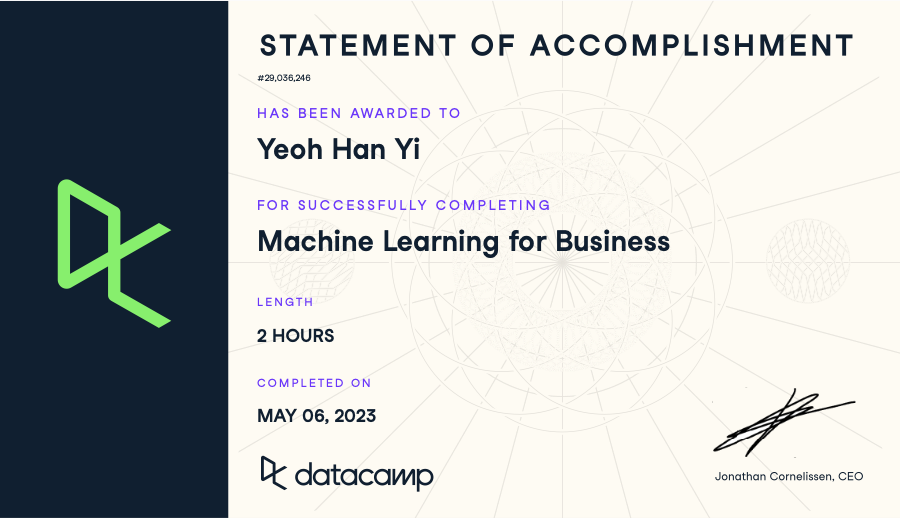 STATEMENT OF ACCOMPLISHMENT
#29,036,246
HAS BEEN AWARDED TO
Yeoh Han Yi
FOR SUCCESSFULLY COMPLETING
Machine Learning for Business
LENGTH
2 HOURS
COMPLETED ON
MAY 06, 2023
datacamp
Jonathan Cornelissen, CEO